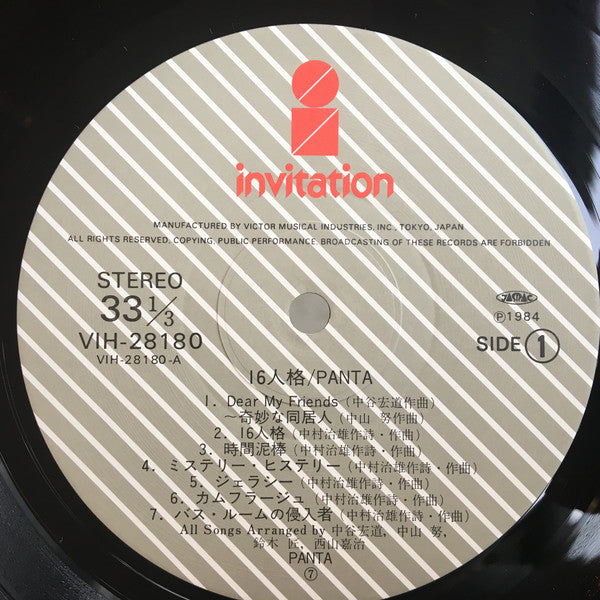 invitation
MANUFACTURED BY VICTOR MUSICAL INDUSTRIES, INC., TOKYO, JAPAN
ALL RIGHTS RESERVED. COPYING, PUBLIC PERFORMANCE, BROADCASTING OF THESE RECORDS ARE FORBIDDEN
STEREO
33 1/3
VIH-28180
VIH-28180-A
JASRAC
Ⓟ1984
SIDE 1
16人格/PANTA
1. Dear My Friends (中谷宏道作曲)
~奇妙な同居人 (中山 努作曲)
2. 16人格 (中村治雄作詩・作曲)
3. 時間泥棒 (中村治雄作詩・作曲)
4. ミステリー・ヒステリー (中村治雄作詩・作曲)
5. ジェラシー (中村治雄作詩・作曲)
6. カムフラージュ (中村治雄作詩・作曲)
7. バス・ルームの侵入者 (中村治雄作詩・作曲)
All Songs Arranged by 中谷宏道, 中山 努,
鈴木 匠, 西山嘉治
PANTA
⑦